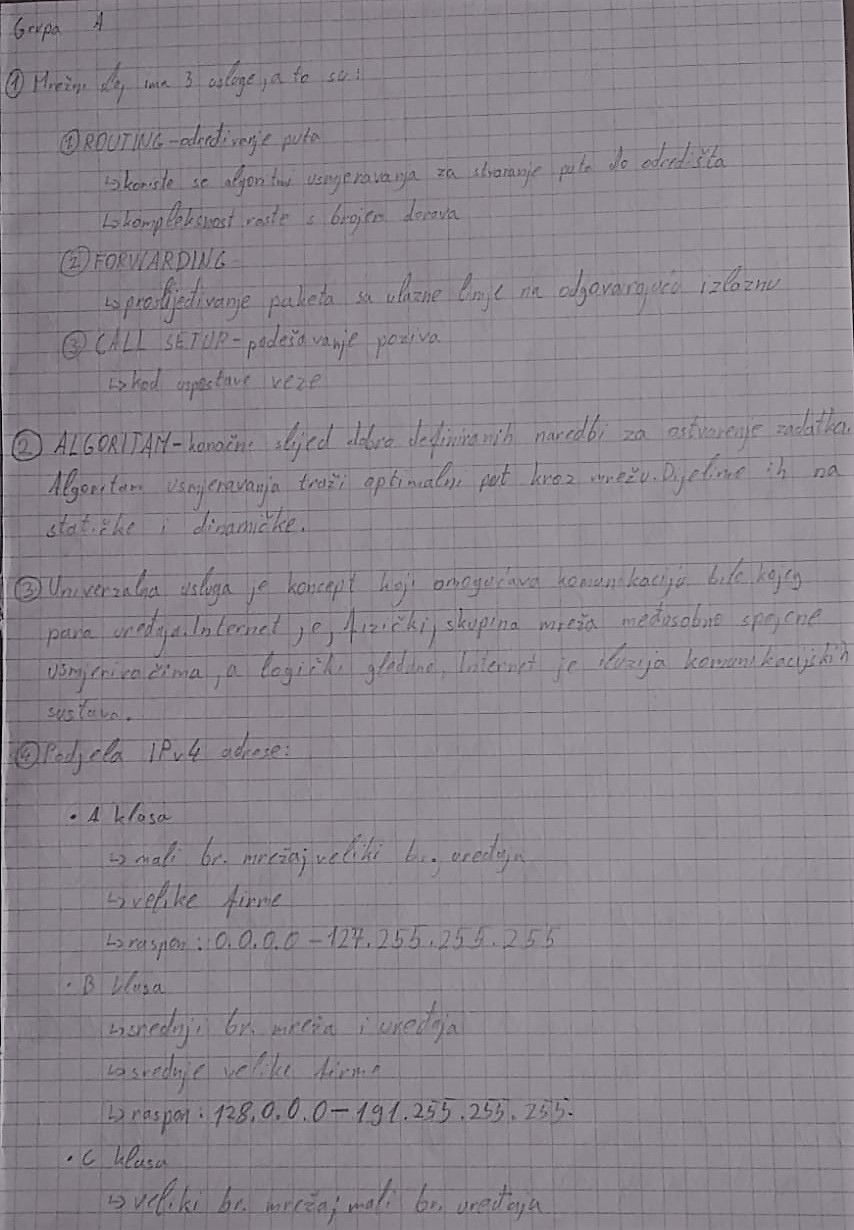 Grupa A
① Mrežni sloj ima 3 usluge, a to su:
① ROUTING - određivanje puta
↳ koriste se algoritmi usmjeravanja za stvaranje puta do odredišta
↳ kompleksnost raste s brojem
② FORWARDING
↳ prosljeđivanje paketa sa ulazne linije na odgovarajuću izlaznu
③ CALL SETUP - podešavanje poziva
↳ kod uspostave veze
② ALGORITAM - konačni slijed dobro definiranih naredbi za ostvarenje zadatka.
Algoritam usmjeravanja traži optimalni put kroz mrežu. Dijelimo ih na
statičke i dinamičke.
③ Univerzalna usluga je koncept koji omogućava komunikaciju bilo kojeg
para uređaja. Internet je, fizički, skupina mreža međusobno spojene
usmjerivačima, a logički gledano, Internet je iluzija komunikacijskih
sustava.
④ Podjela IPv4 adrese:
• A klasa
↳ mali br. mreža; veliki br. uređaja
↳ velike firme
↳ raspon: 0.0.0.0 - 127.255.255.255
• B klasa
↳ srednji br. mreža i uređaja
↳ srednje velike firme
↳ raspon: 128.0.0.0 - 191.255.255.255.
• C klasa
↳ veliki br. mreža; mali br. uređaja